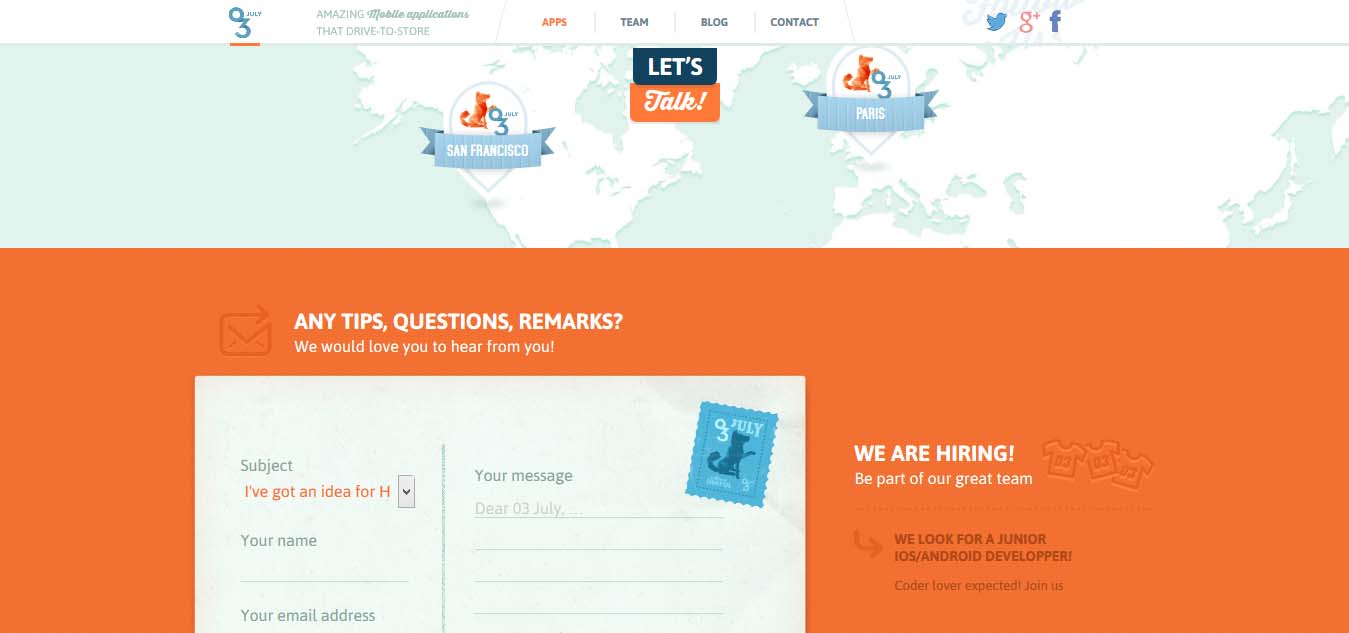 03 JULY
AMAZING Mobile applications
THAT DRIVE-TO-STORE
APPS
TEAM
BLOG
CONTACT
LET'S
Talk!
03 JULY
SAN FRANCISCO
03 JULY
PARIS
ANY TIPS, QUESTIONS, REMARKS?
We would love you to hear from you!
Subject
I've got an idea for H
Your name
Your email address
Your message
Dear 03 July, ...
03 JULY
WE ARE HIRING!
Be part of our great team
03
03
03
WE LOOK FOR A JUNIOR
IOS/ANDROID DEVELOPPER!
Coder lover expected! Join us